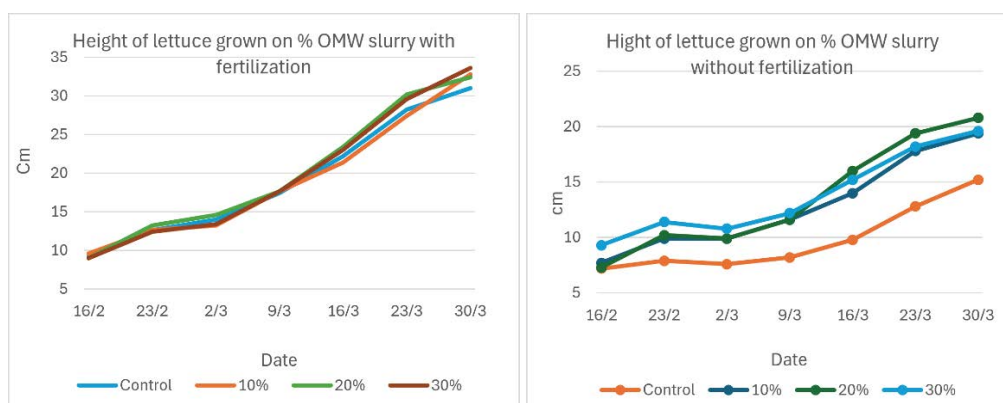 Height of lettuce grown on % OMW slurry with
fertilization
35
30
25
20
15
10
5
Cm
16/2 23/2 2/3 9/3 16/3 23/3 30/3
Date
Control 10% 20% 30%
Hight of lettuce grown on % OMW slurry
without fertilization
25
20
15
10
5
cm
16/2 23/2 2/3 9/3 16/3 23/3 30/3
Date
Control 10% 20% 30%